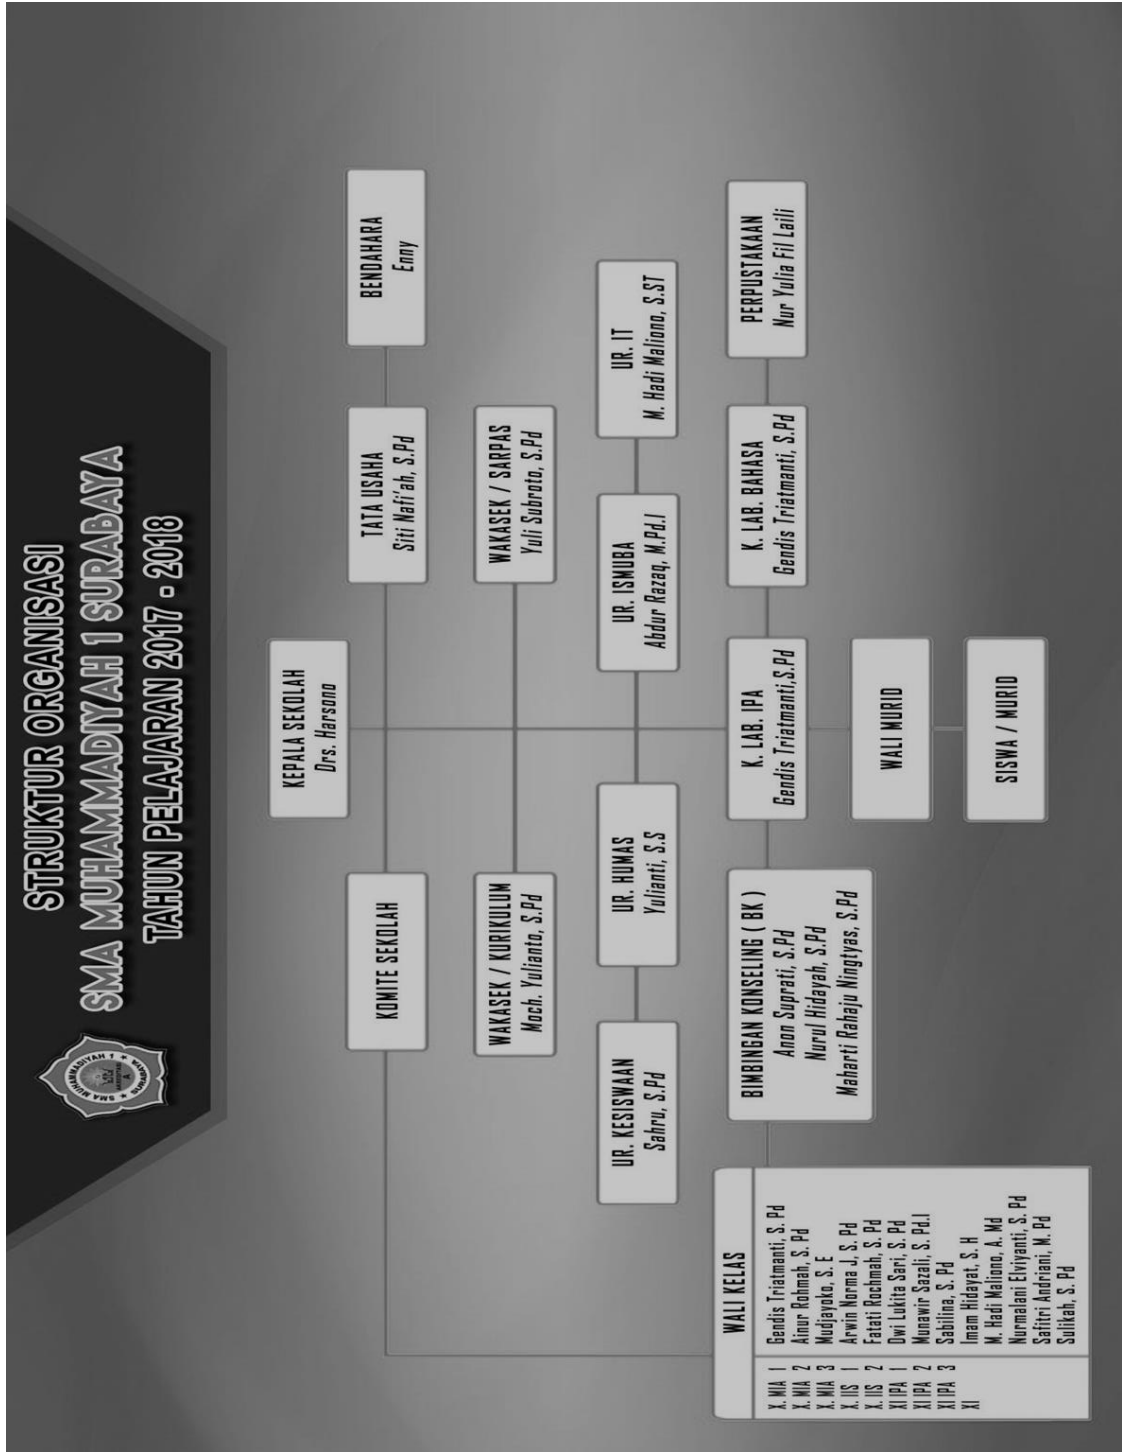 STRUKTUR ORGANISASI
SMA MUHAMMADIYAH 1 SURABAYA
TAHUN PELAJARAN 2017 - 2018
SMA MUHAMMADIYAH 1
SURABAYA
KEPALA SEKOLAH
Drs. Harsono
KOMITE SEKOLAH
TATA USAHA
Siti Nafi'ah, S.Pd
BENDAHARA
Enny
WAKASEK / KURIKULUM
Moch. Yulianto, S.Pd
WAKASEK / SARPAS
Yuli Subroto, S.Pd
UR. KESISWAAN
Sahru, S.Pd
UR. HUMAS
Yulianti, S.S
UR. ISMUBA
Abdur Razaq, M.Pd.I
UR. IT
M. Hadi Maliono, S.ST
WALI KELAS
X. MIA 1 Gendis Triatmanti, S. Pd
X. MIA 2 Ainur Rohmah, S. Pd
X. MIA 3 Mudjayoko, S. E
X. IIS 1 Arwin Norma J, S. Pd
X. IIS 2 Fatati Rochmah, S. Pd
XI IPA 1 Dwi Lukita Sari, S. Pd
XI IPA 2 Munawir Sazali, S. Pd.I
XI IPA 3 Sabilina, S. Pd
XI Imam Hidayat, S. H
M. Hadi Maliono, A. Md
Nurmalani Elviyanti, S. Pd
Safitri Andriani, M. Pd
Sulikah, S. Pd
BIMBINGAN KONSELING ( BK )
Anon Suprati, S.Pd
Nurul Hidayah, S.Pd
Maharti Rahaju Ningtyas, S.Pd
K. LAB. IPA
Gendis Triatmanti,S.Pd
K. LAB. BAHASA
Gendis Triatmanti, S.Pd
PERPUSTAKAAN
Nur Yulia Fil Laili
WALI MURID
SISWA / MURID